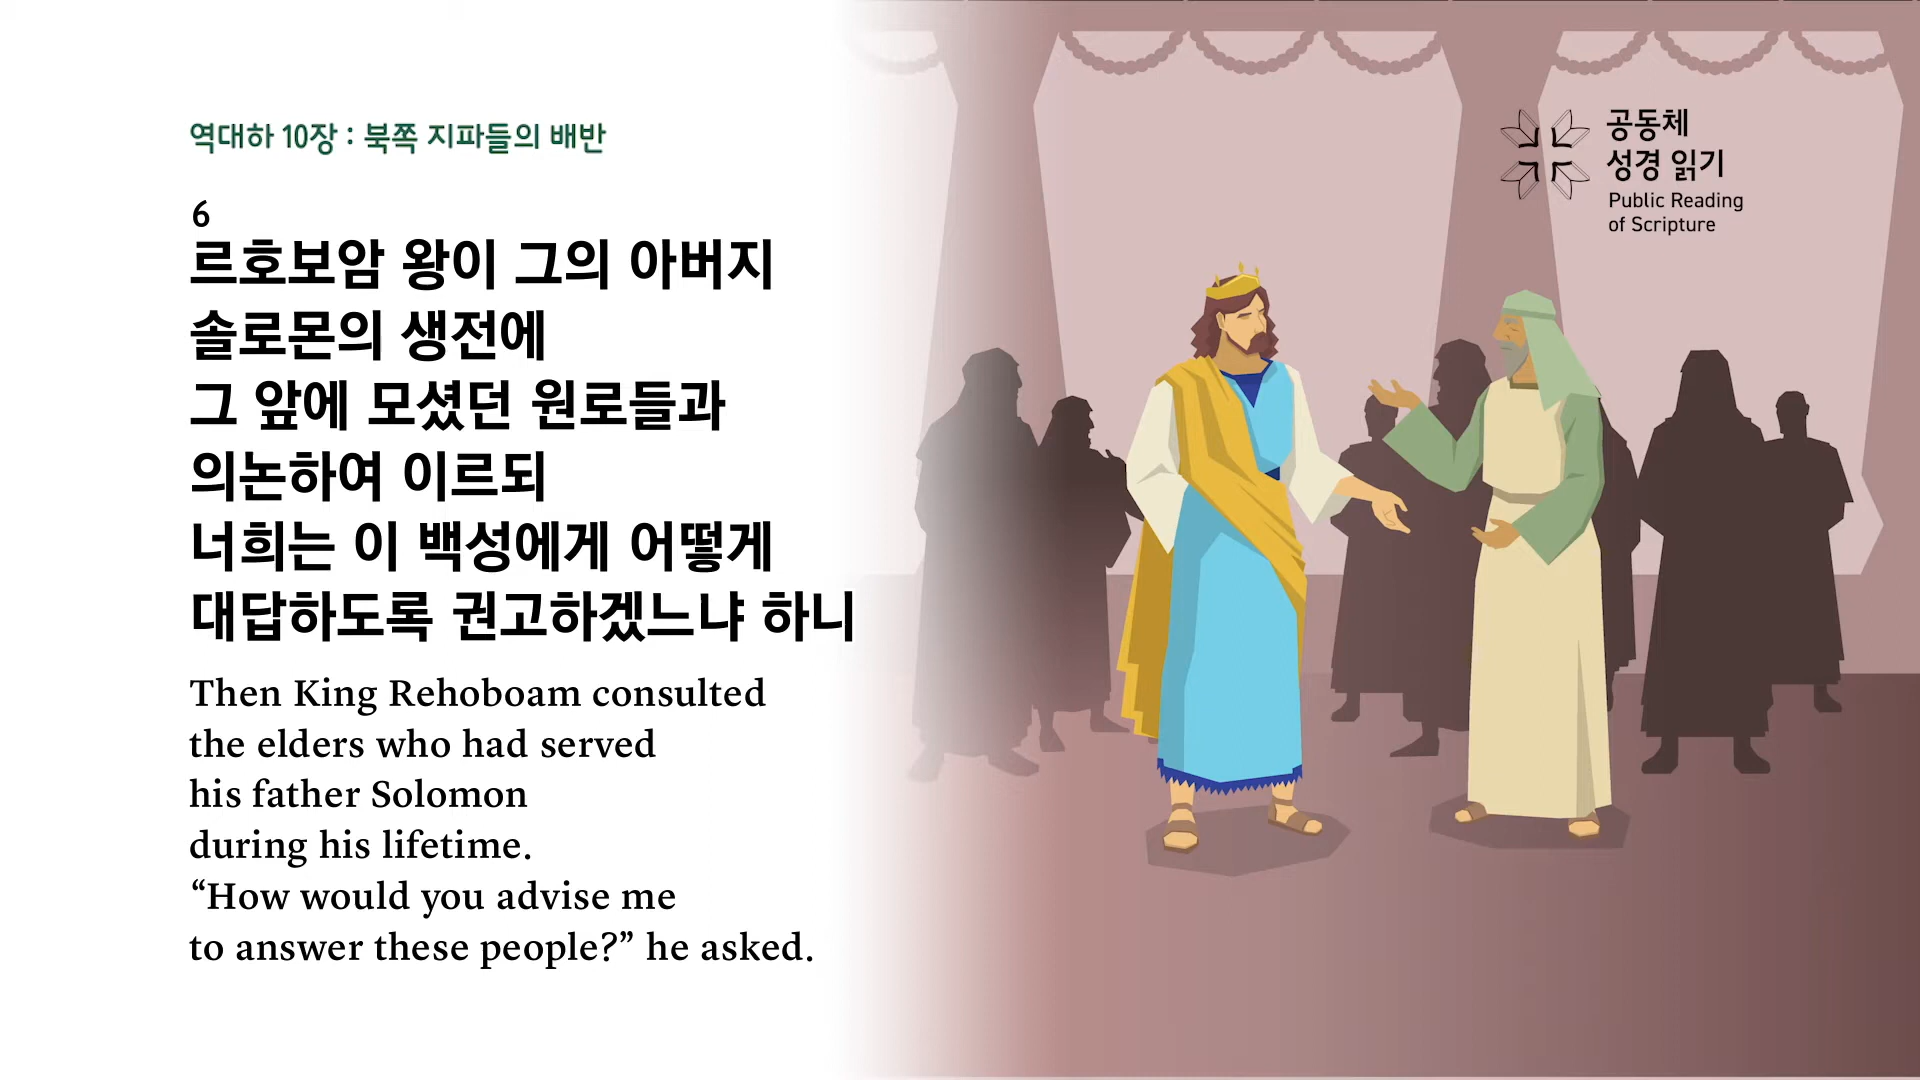 역대하 10장 : 북쪽 지파들의 배반
6
르호보암 왕이 그의 아버지
솔로몬의 생전에
그 앞에 모셨던 원로들과
의논하여 이르되
너희는 이 백성에게 어떻게
대답하도록 권고하겠느냐 하니
Then King Rehoboam consulted
the elders who had served
his father Solomon
during his lifetime.
“How would you advise me
to answer these people?” he asked.
공동체
성경 읽기
Public Reading
of Scripture